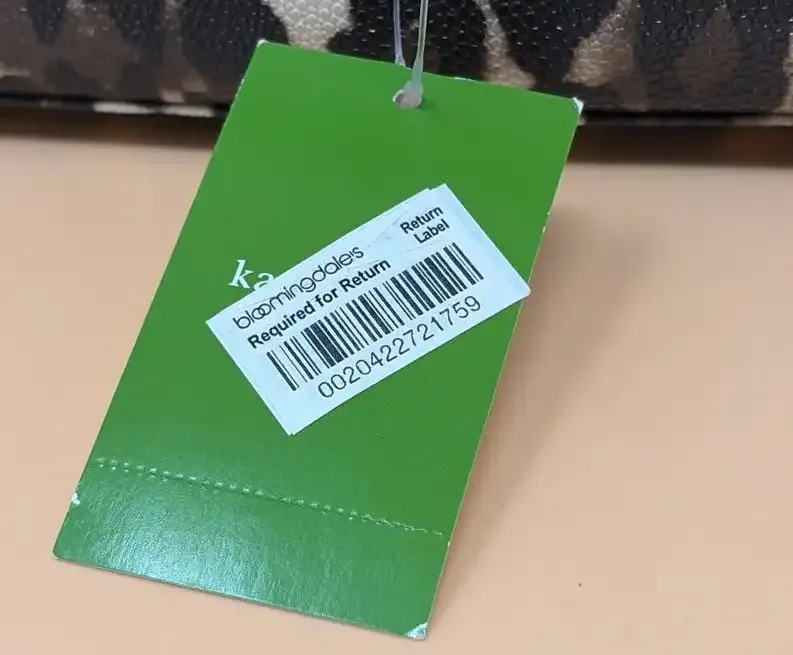 ka
bloomingdale's
Return
Label
Required for Return
0020422721759